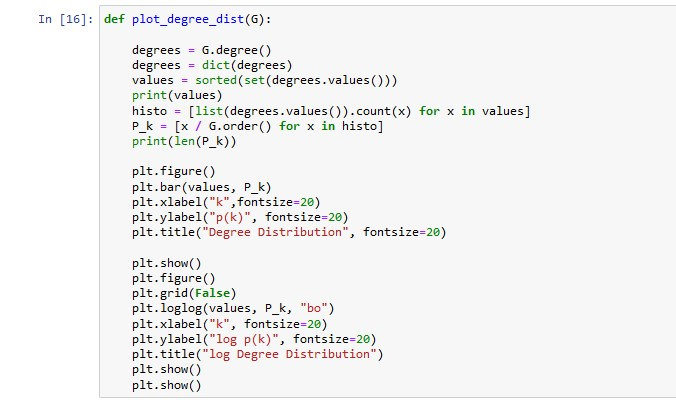 In [16]: def plot_degree_dist(G):
degrees = G.degree()
degrees = dict(degrees)
values = sorted(set(degrees.values()))
print(values)
histo = [list(degrees.values()).count(x) for x in values]
P_k = [x / G.order() for x in histo]
print(len(P_k))
plt.figure()
plt.bar(values, P_k)
plt.xlabel("k",fontsize=20)
plt.ylabel("p(k)", fontsize=20)
plt.title("Degree Distribution", fontsize=20)
plt.show()
plt.figure()
plt.grid(False)
plt.loglog(values, P_k, "bo")
plt.xlabel("k", fontsize=20)
plt.ylabel("log p(k)", fontsize=20)
plt.title("log Degree Distribution")
plt.show()
plt.show()